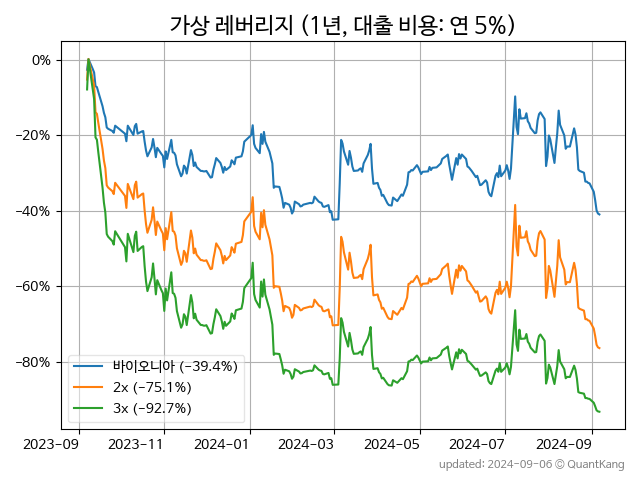 가상 레버리지 (1년, 대출 비용: 연 5%)
0%
−20%
−40%
−60%
−80%
바이오니아 (−39.4%)
2x (−75.1%)
3x (−92.7%)
2023-09 2023-11 2024-01 2024-03 2024-05 2024-07 2024-09
updated: 2024-09-06 © QuantKang